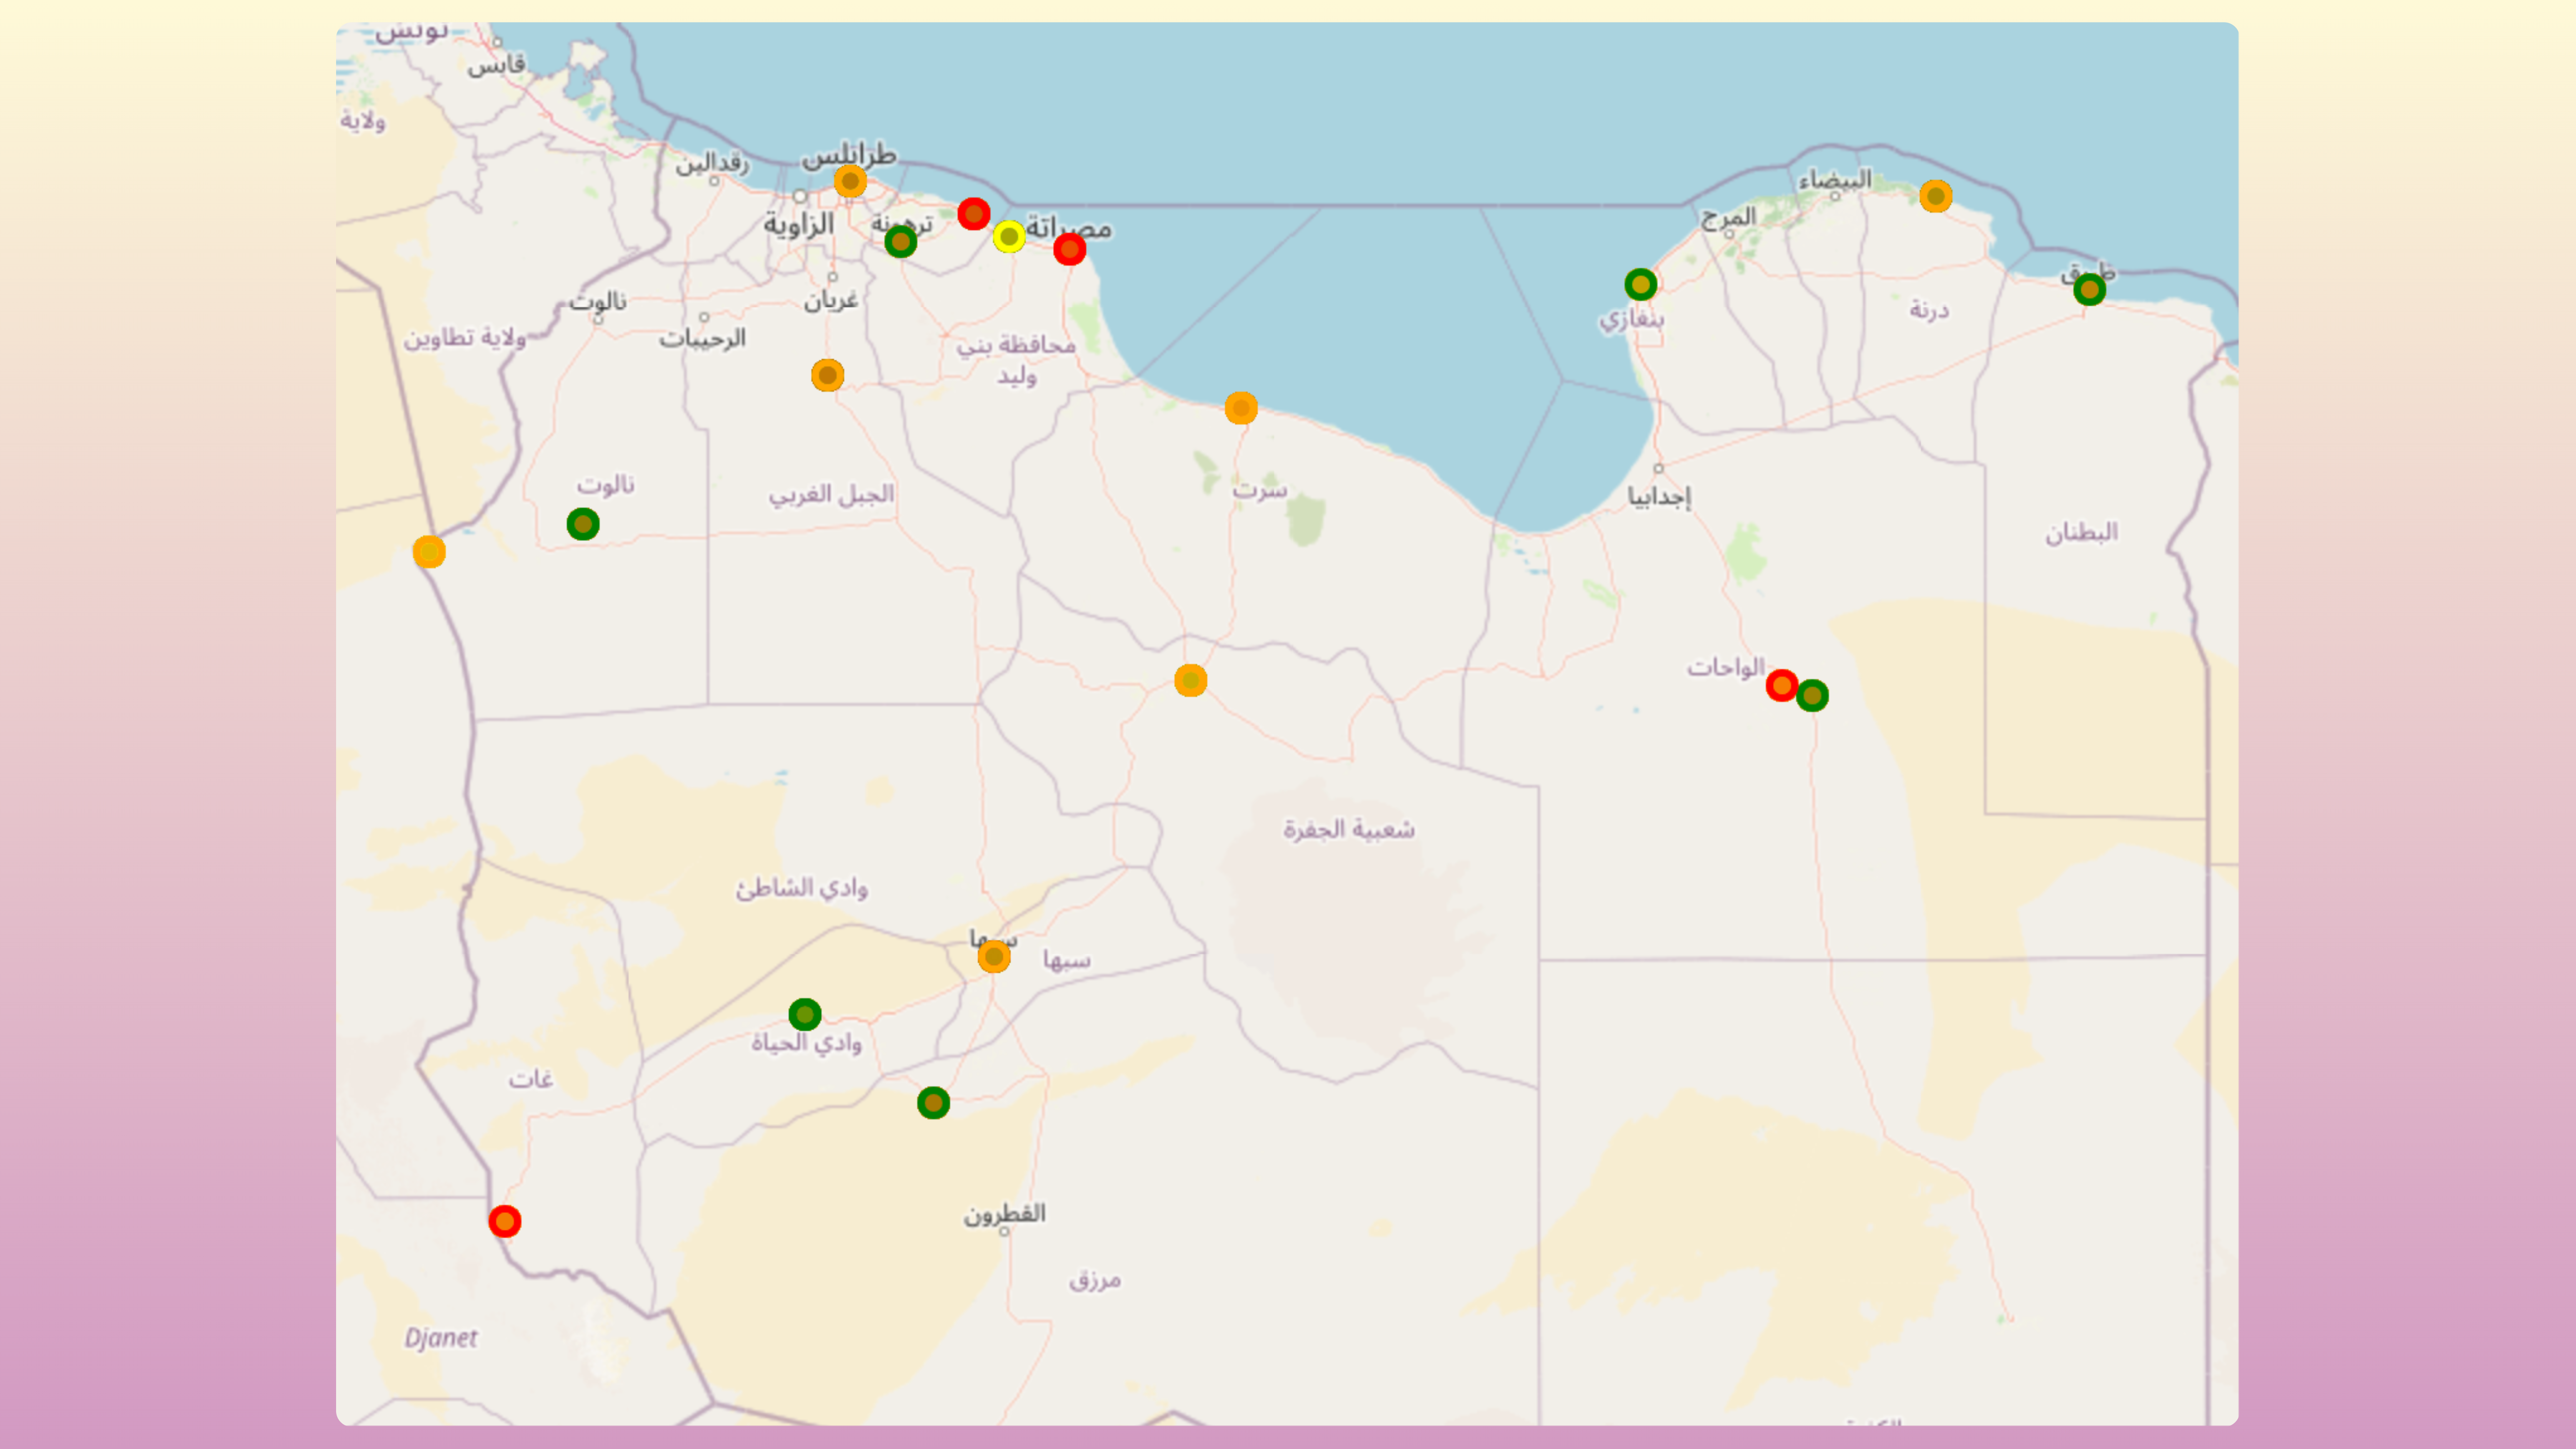 تونس
قابس
ولاية
رقدالين
طرابلس
الزاوية
ترهونة
مصراتة
البيضاء
المرج
بنغازي
درنة
طبرق
نالوت
غريان
الرحيبات
ولاية تطاوين
محافظة بني
وليد
نالوت
الجبل الغربي
سرت
إجدابيا
البطنان
الواحات
شعبية الجفرة
وادي الشاطئ
سبها
سبها
وادي الحياة
غات
القطرون
مرزق
Djanet